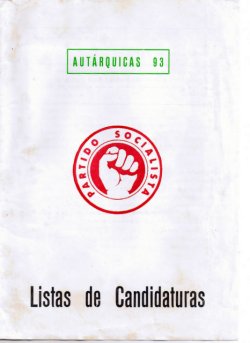 AUTÁRQUICAS 93
PARTIDO SOCIALISTA
Listas de Candidaturas